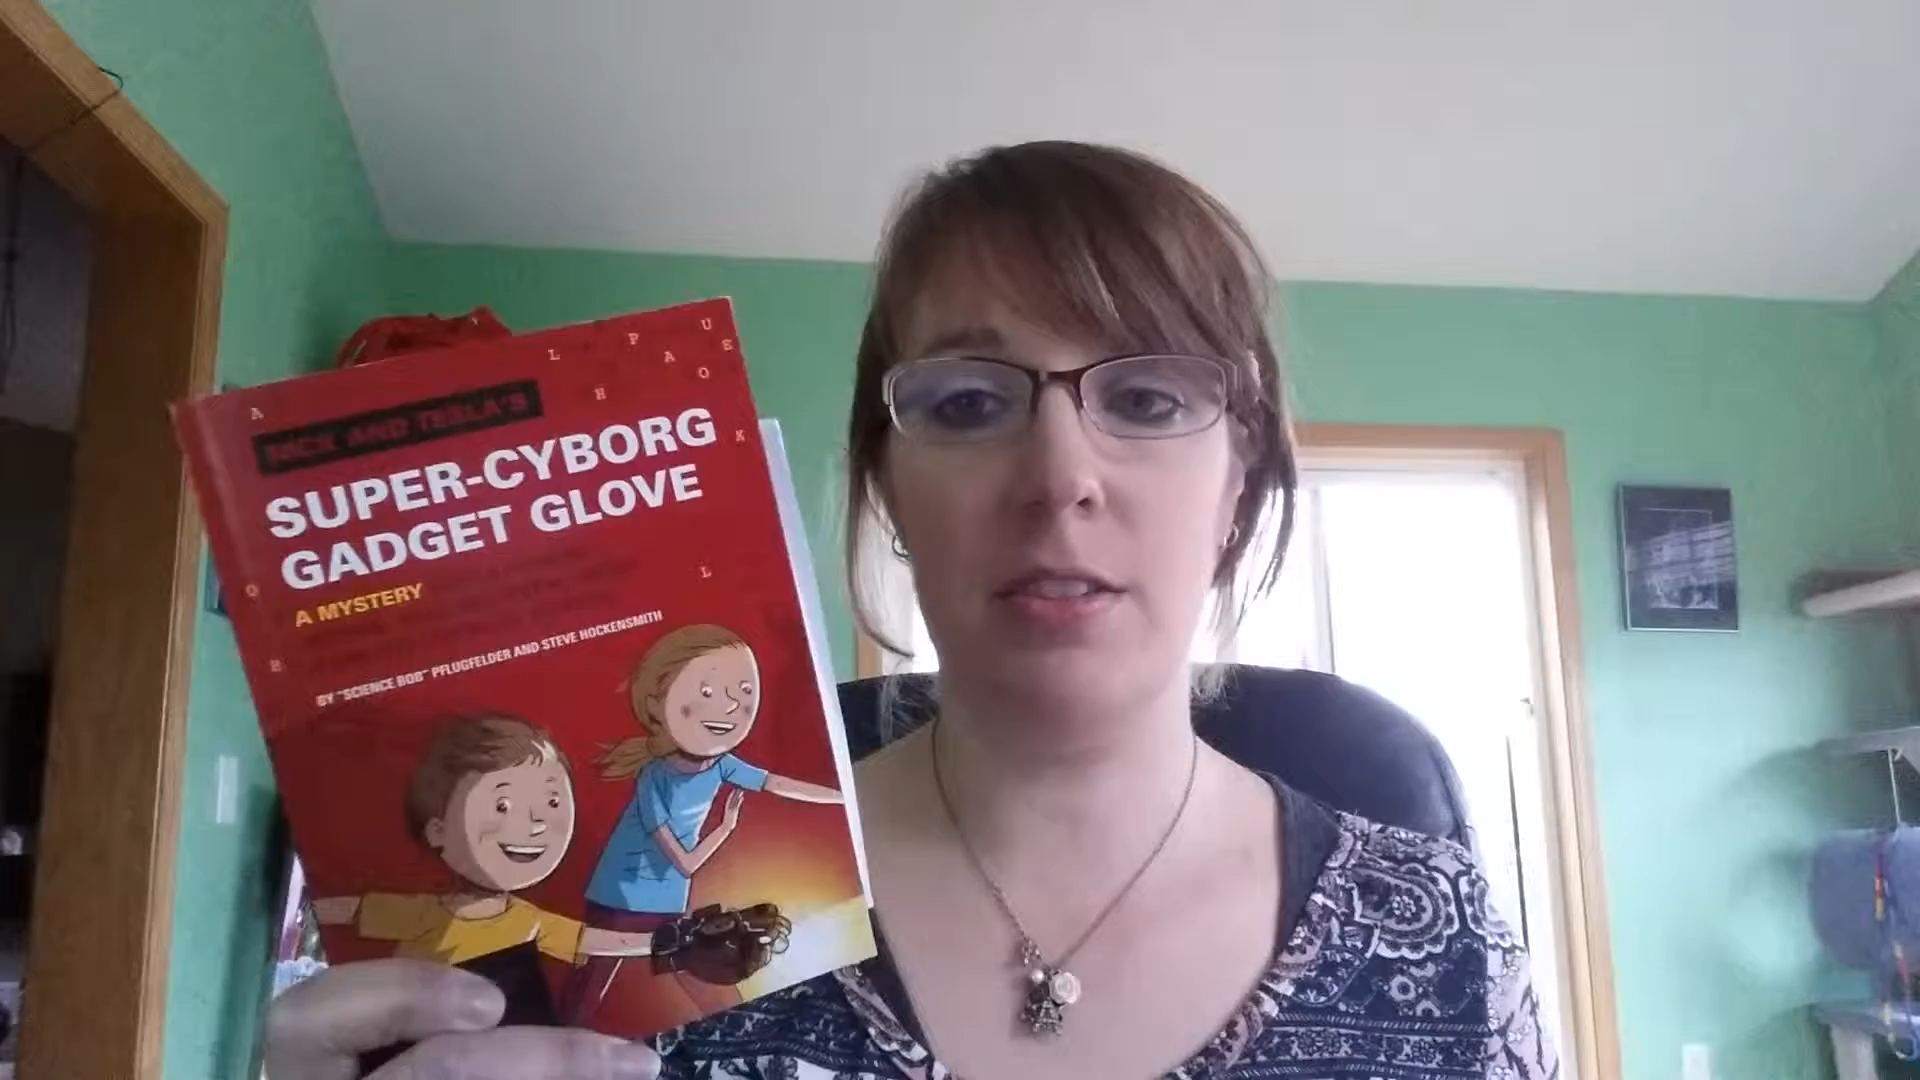 NICK AND TESLA'S
SUPER-CYBORG
GADGET GLOVE
A MYSTERY
BY "SCIENCE BOB" PFLUGFELDER AND STEVE HOCKENSMITH
A L P U
A E
H O
K
O L
B